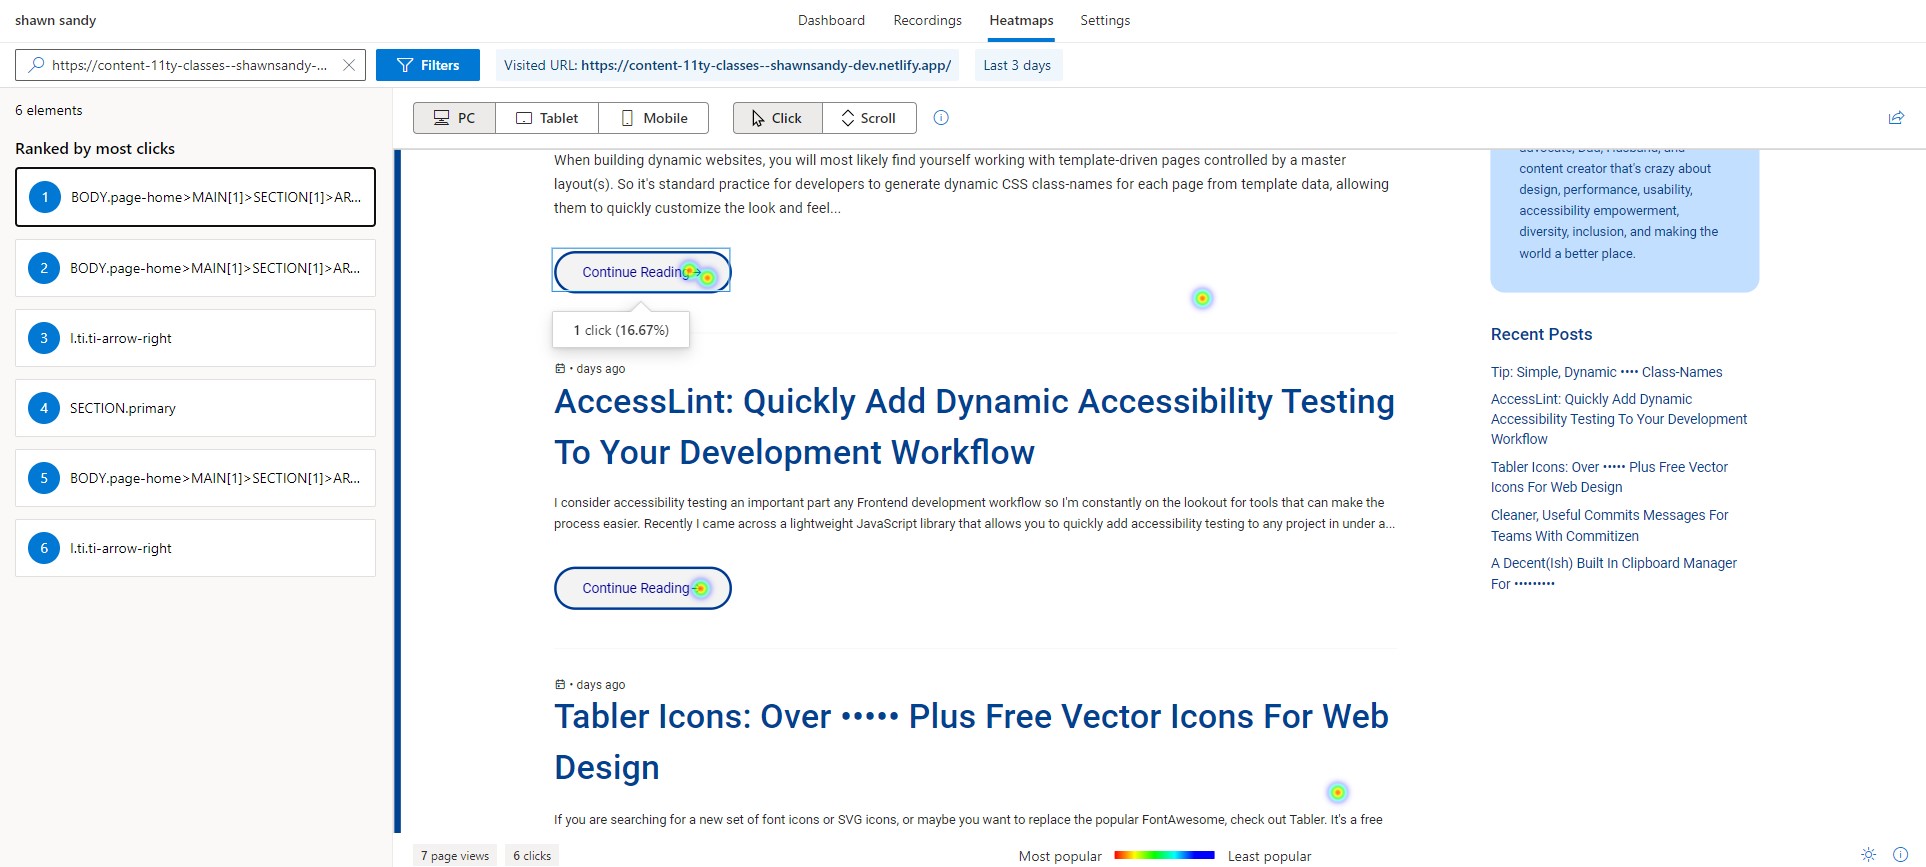 shawn sandy
Dashboard Recordings Heatmaps Settings
https://content-11ty-classes--shawnsandy-...
Filters
Visited URL: https://content-11ty-classes--shawnsandy-dev.netlify.app/
Last 3 days
6 elements
Ranked by most clicks
1 BODY.page-home>MAIN[1]>SECTION[1]>AR...
2 BODY.page-home>MAIN[1]>SECTION[1]>AR...
3 I.ti.ti-arrow-right
4 SECTION.primary
5 BODY.page-home>MAIN[1]>SECTION[1]>AR...
6 I.ti.ti-arrow-right
PC Tablet Mobile Click Scroll
When building dynamic websites, you will most likely find yourself working with template-driven pages controlled by a master
layout(s). So it's standard practice for developers to generate dynamic CSS class-names for each page from template data, allowing
them to quickly customize the look and feel...
Continue Reading →
1 click (16.67%)
• days ago
AccessLint: Quickly Add Dynamic Accessibility Testing
To Your Development Workflow
I consider accessibility testing an important part any Frontend development workflow so I'm constantly on the lookout for tools that can make the
process easier. Recently I came across a lightweight JavaScript library that allows you to quickly add accessibility testing to any project in under a...
Continue Reading
• days ago
Tabler Icons: Over ••••• Plus Free Vector Icons For Web
Design
If you are searching for a new set of font icons or SVG icons, or maybe you want to replace the popular FontAwesome, check out Tabler. It's a free
advocate, Dad, Husband, and
content creator that's crazy about
design, performance, usability,
accessibility empowerment,
diversity, inclusion, and making the
world a better place.
Recent Posts
Tip: Simple, Dynamic •••• Class-Names
AccessLint: Quickly Add Dynamic
Accessibility Testing To Your Development
Workflow
Tabler Icons: Over ••••• Plus Free Vector
Icons For Web Design
Cleaner, Useful Commits Messages For
Teams With Commitizen
A Decent(Ish) Built In Clipboard Manager
For •••••••••
7 page views 6 clicks
Most popular Least popular